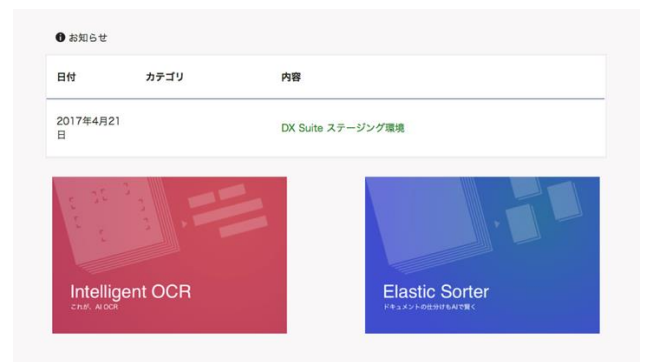 お知らせ
日付 カテゴリ 内容
2017年4月21
日
DX Suite ステージング環境
Intelligent OCR
これが、AI OCR
Elastic Sorter
ドキュメントの仕分けもAIで賢く